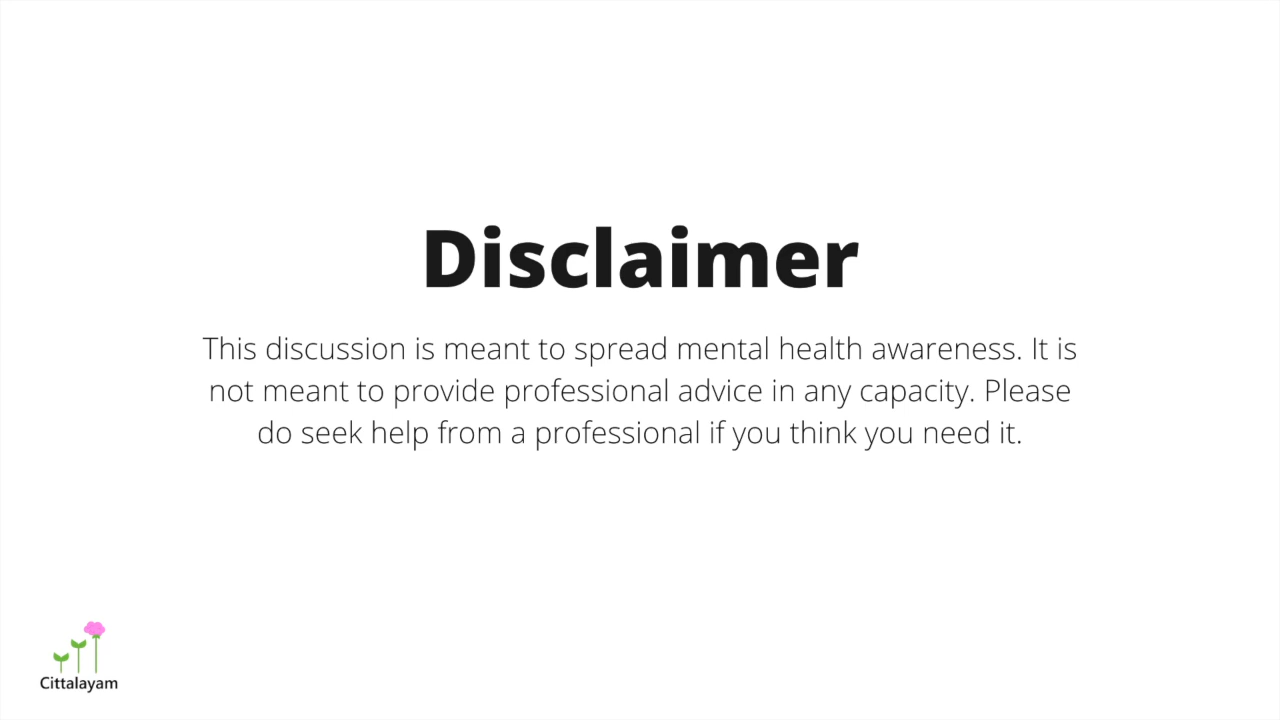 Disclaimer
This discussion is meant to spread mental health awareness. It is
not meant to provide professional advice in any capacity. Please
do seek help from a professional if you think you need it.
Cittalayam